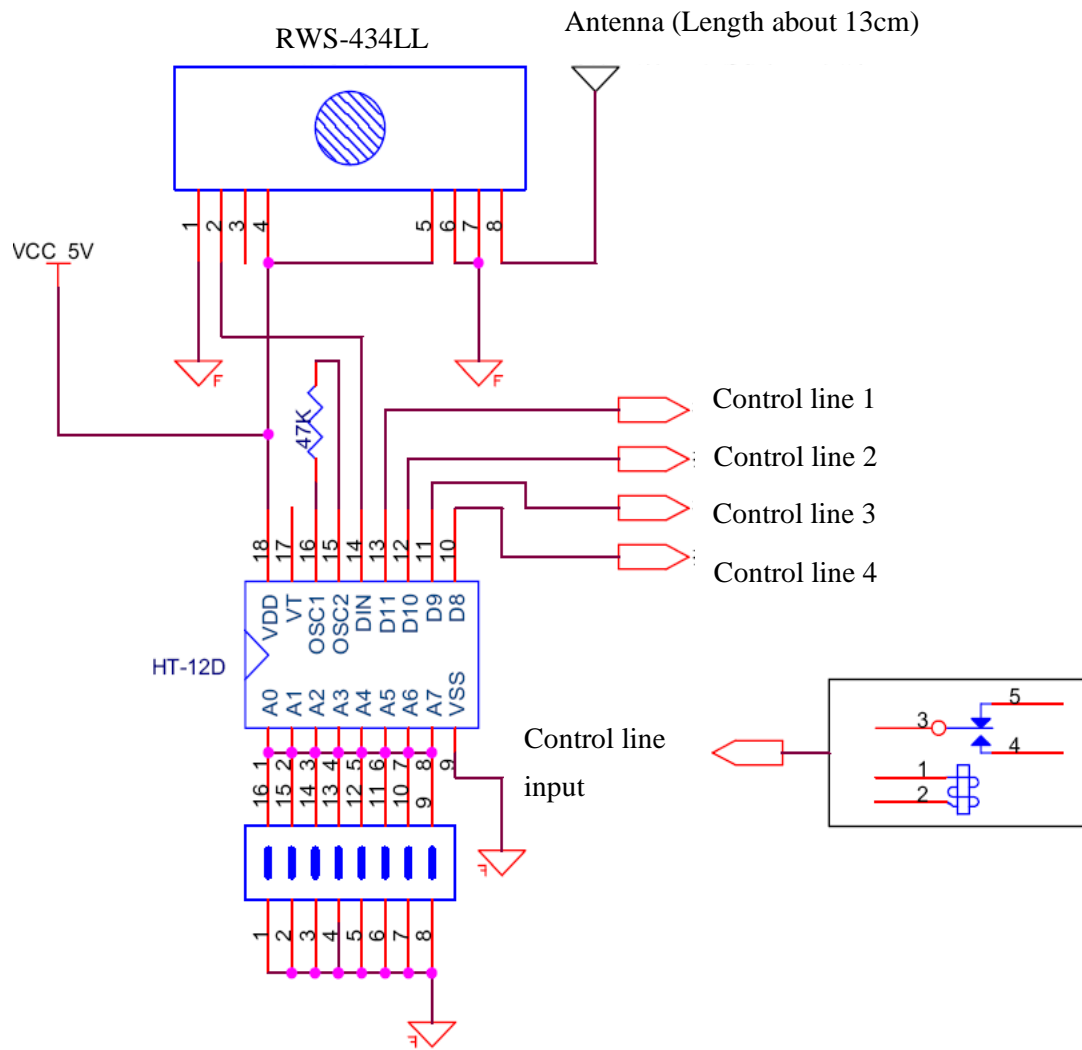 Antenna (Length about 13cm)
RWS-434LL
1
2
3
4
5
6
7
8
VCC 5V
F
F
47K
Control line 1
Control line 2
Control line 3
Control line 4
18
17
16
15
14
13
12
11
10
VDD
VT
OSC1
OSC2
DIN
D11
D10
D9
D8
HT-12D
A0
A1
A2
A3
A4
A5
A6
A7
VSS
1
2
3
4
5
6
7
8
9
16
15
14
13
12
11
10
9
Control line
input
3
5
4
1
2
F
1
2
3
4
5
6
7
8
F